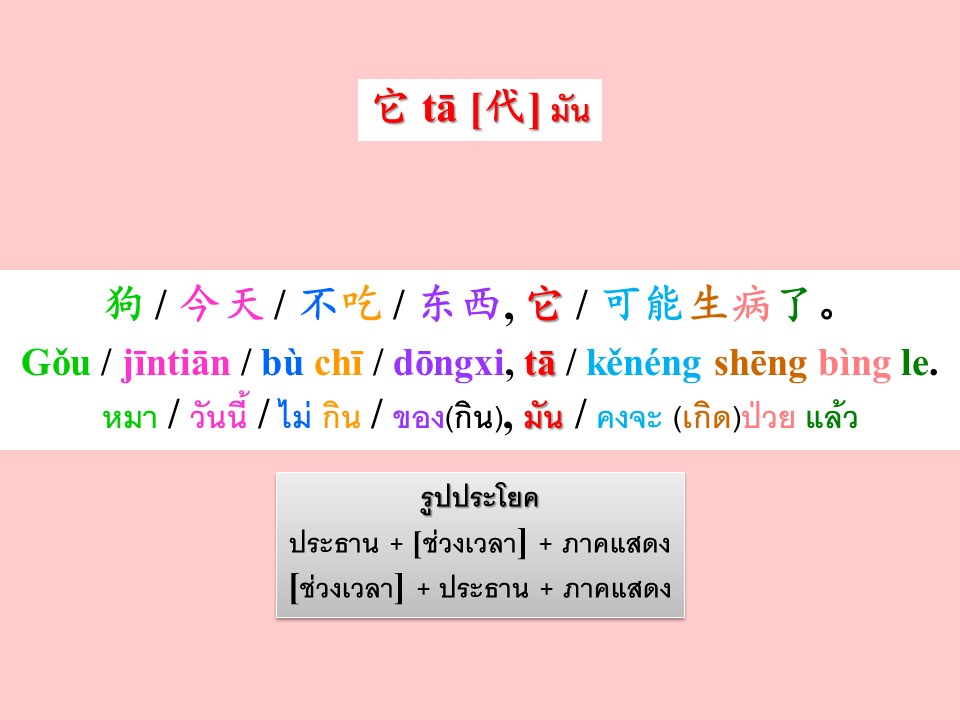 它 tā [代] มัน
狗 / 今天 / 不吃 / 东西, 它 / 可能生病了。
Gǒu / jīntiān / bù chī / dōngxi, tā / kěnéng shēng bìng le.
หมา / วันนี้ / ไม่ กิน / ของ(กิน), มัน / คงจะ (เกิด)ป่วย แล้ว
รูปประโยค
ประธาน + [ช่วงเวลา] + ภาคแสดง
[ช่วงเวลา] + ประธาน + ภาคแสดง